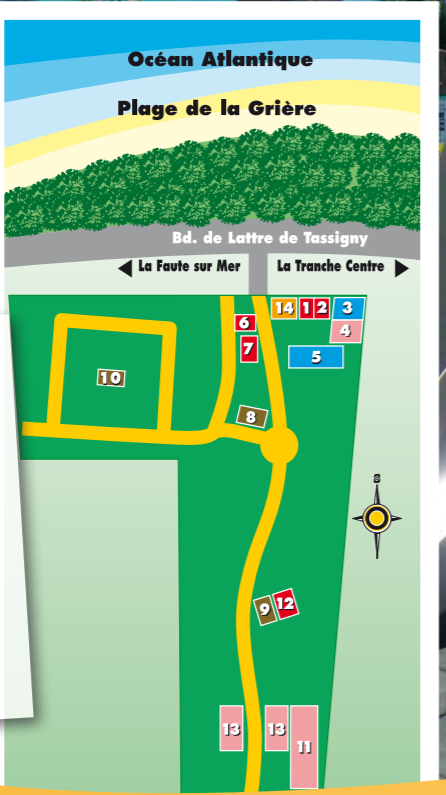 Océan Atlantique
Plage de la Grière
Bd. de Lattre de Tassigny
La Faute sur Mer
La Tranche Centre
14 1 2 3
6
4
7
5
10
8
S
9 12
13 13 11